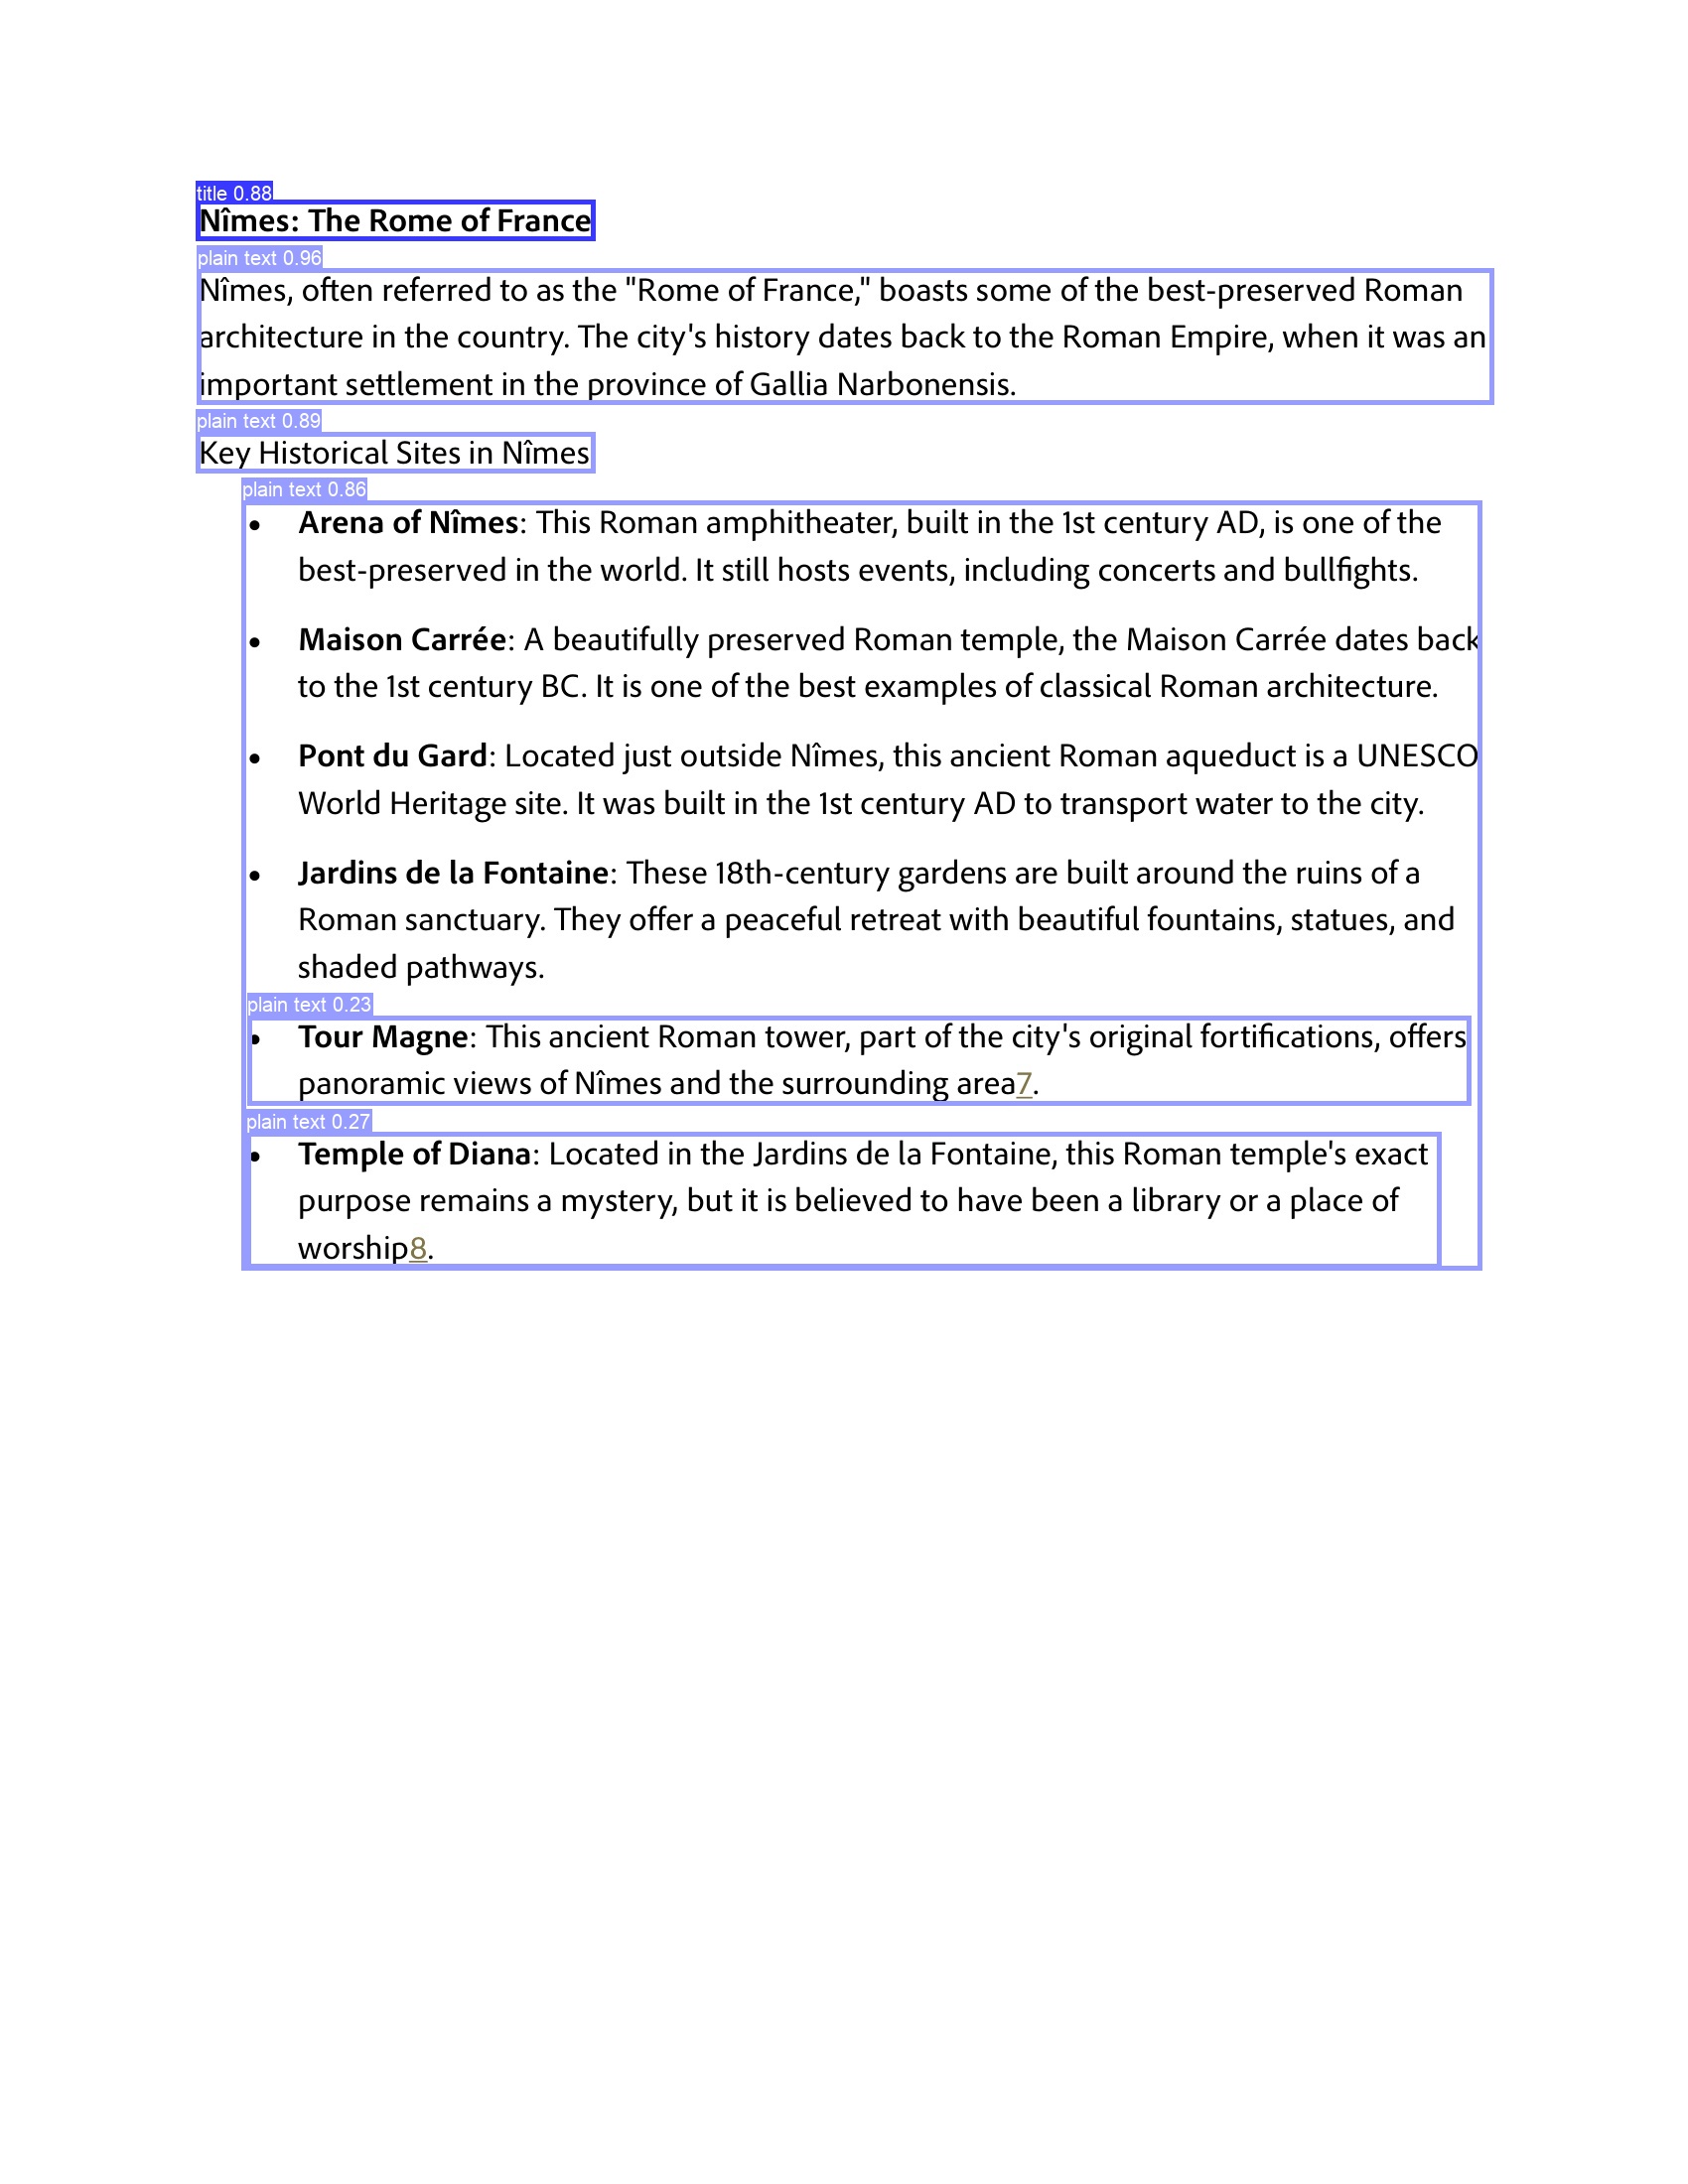 title 0.88
Nîmes: The Rome of France
plain text 0.96
Nîmes, often referred to as the "Rome of France," boasts some of the best-preserved Roman
architecture in the country. The city's history dates back to the Roman Empire, when it was an
important settlement in the province of Gallia Narbonensis.
plain text 0.89
Key Historical Sites in Nîmes
plain text 0.86
• Arena of Nîmes: This Roman amphitheater, built in the 1st century AD, is one of the
best-preserved in the world. It still hosts events, including concerts and bullfights.
• Maison Carrée: A beautifully preserved Roman temple, the Maison Carrée dates back
to the 1st century BC. It is one of the best examples of classical Roman architecture.
• Pont du Gard: Located just outside Nîmes, this ancient Roman aqueduct is a UNESCO
World Heritage site. It was built in the 1st century AD to transport water to the city.
• Jardins de la Fontaine: These 18th-century gardens are built around the ruins of a
Roman sanctuary. They offer a peaceful retreat with beautiful fountains, statues, and
shaded pathways.
plain text 0.23
• Tour Magne: This ancient Roman tower, part of the city's original fortifications, offers
panoramic views of Nîmes and the surrounding area7.
plain text 0.27
• Temple of Diana: Located in the Jardins de la Fontaine, this Roman temple's exact
purpose remains a mystery, but it is believed to have been a library or a place of
worship8.